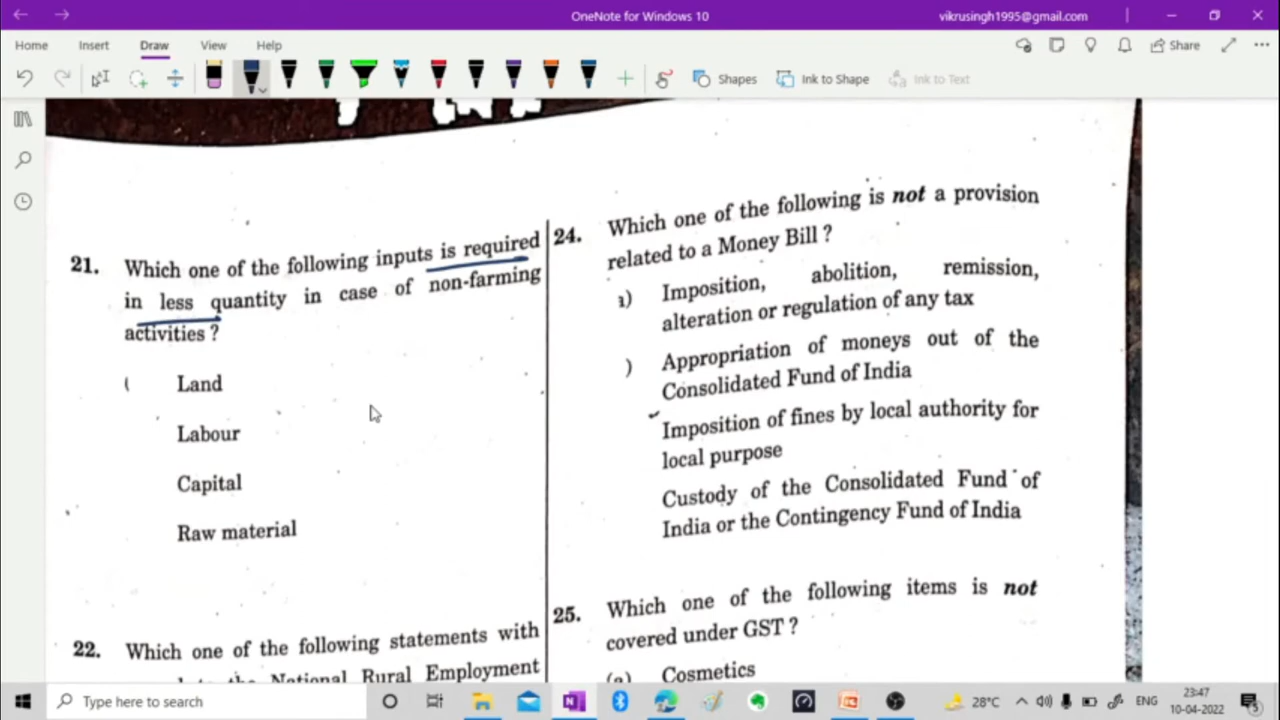 OneNote for Windows 10
vikrusingh1995@gmail.com
Home Insert Draw View Help
Share
Shapes
Ink to Shape
Ink to Text
21. Which one of the following inputs is required
in less quantity in case of non-farming
activities ?
( Land
Labour
Capital
Raw material
22. Which one of the following statements with
the National Rural Employment
24. Which one of the following is not a provision
related to a Money Bill ?
) Imposition, abolition, remission,
alteration or regulation of any tax
) Appropriation of moneys out of the
Consolidated Fund of India
Imposition of fines by local authority for
local purpose
Custody of the Consolidated Fund of
India or the Contingency Fund of India
25. Which one of the following items is not
covered under GST ?
(a) Cosmetics
Type here to search
28°C
ENG
23:47
10-04-2022
5